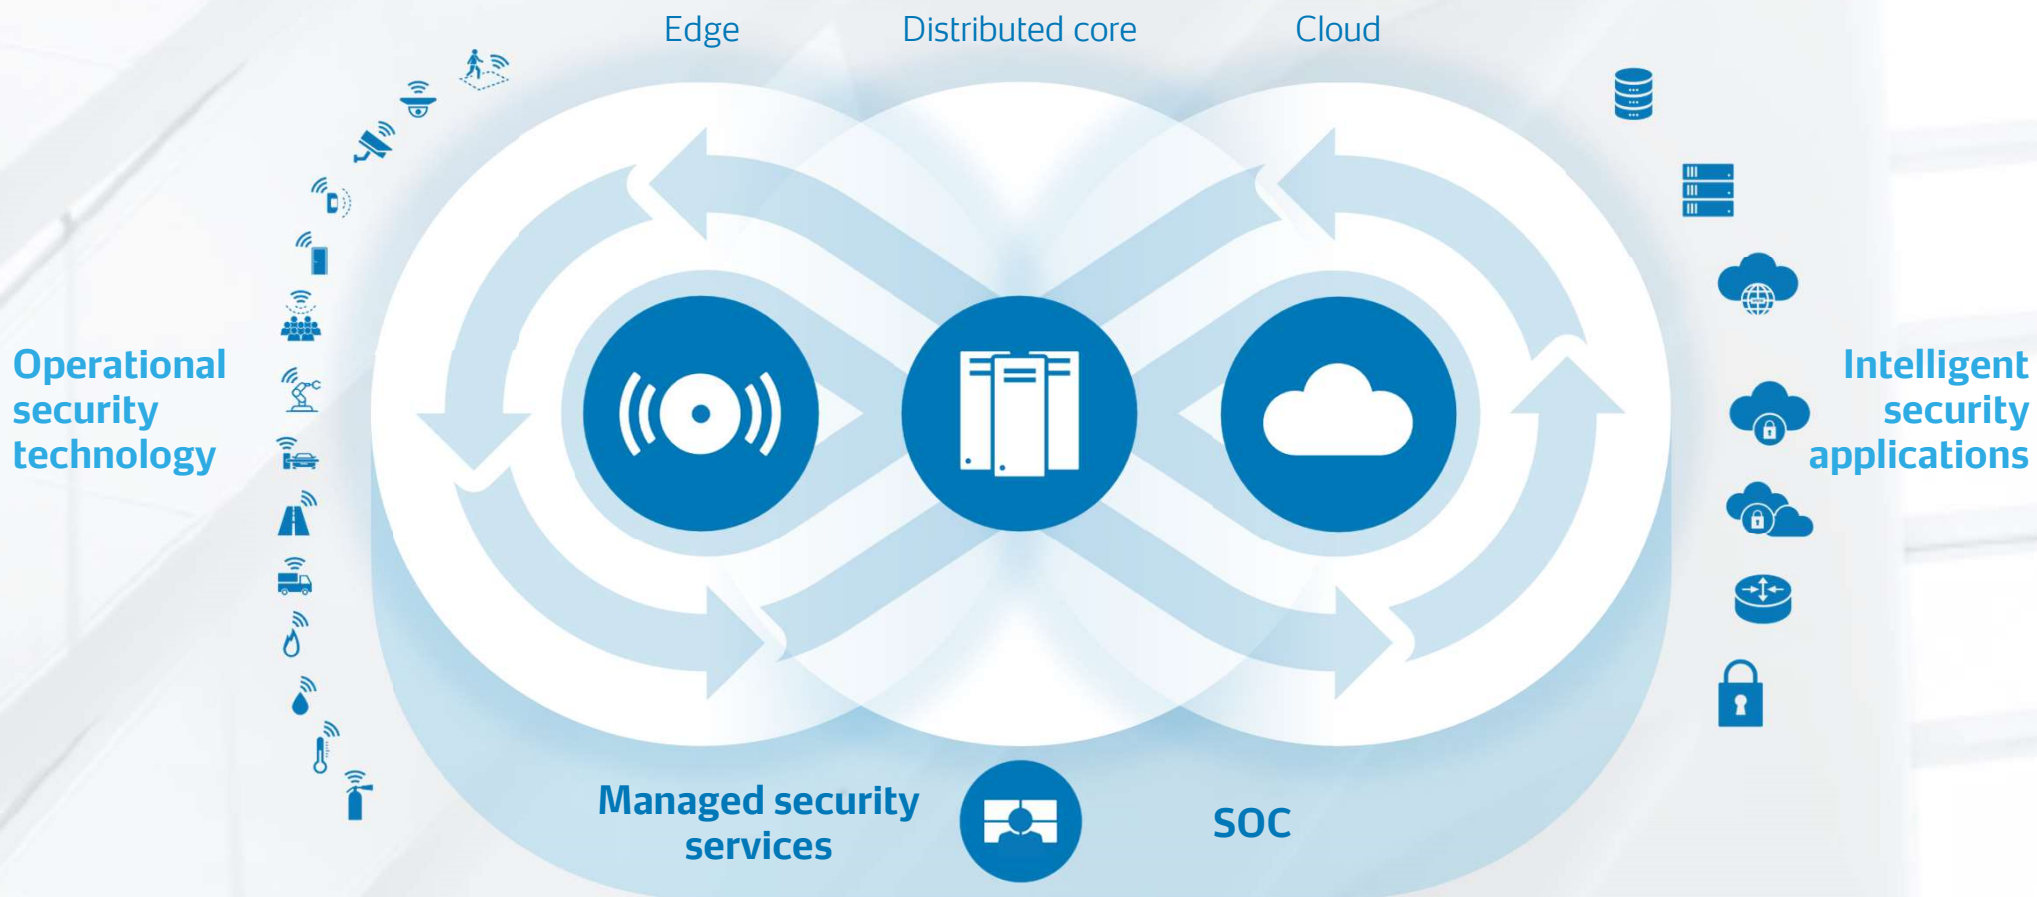 Edge
Distributed core
Cloud
Operational
security
technology
Intelligent
security
applications
Managed security
services
SOC